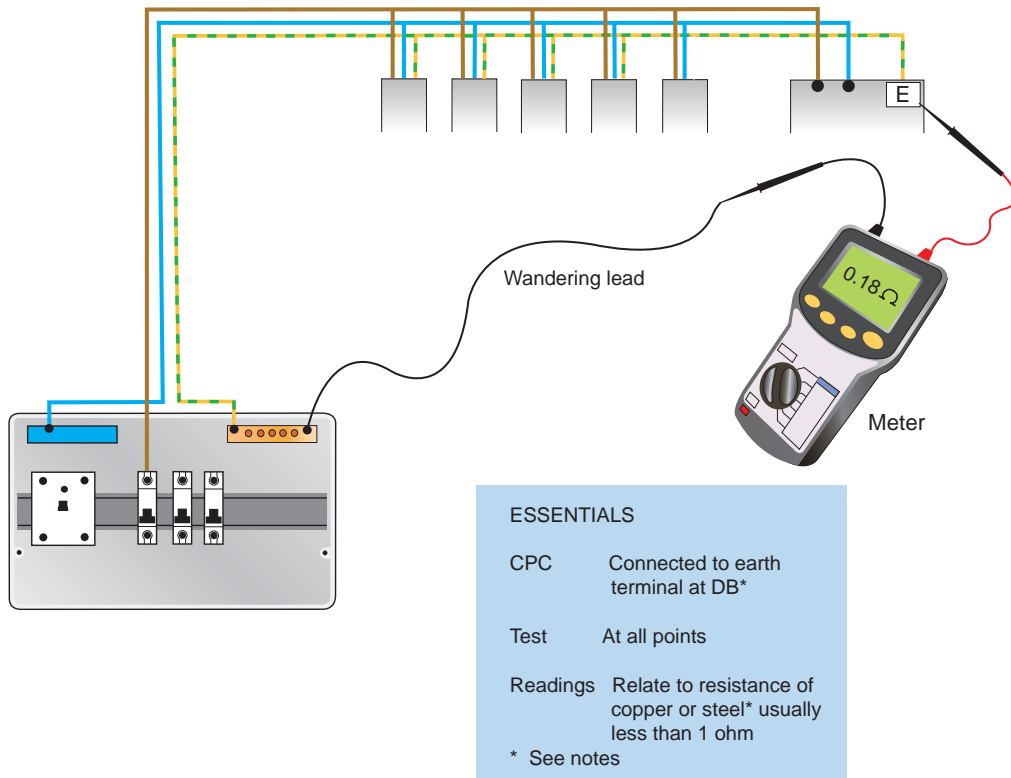 E
Wandering lead
0.18Ω
Meter
ESSENTIALS
CPC Connected to earth
terminal at DB*
Test At all points
Readings Relate to resistance of
copper or steel* usually
less than 1 ohm
* See notes